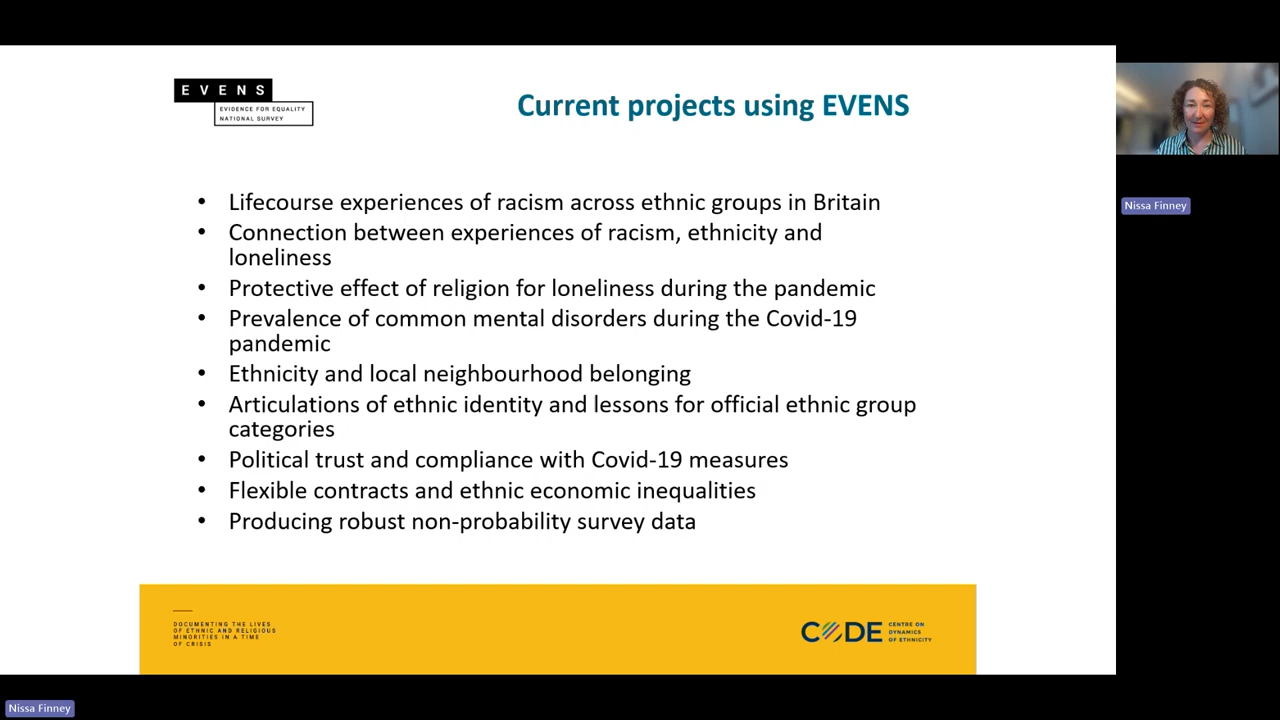 EVENS
EVIDENCE FOR EQUALITY
NATIONAL SURVEY
Current projects using EVENS
• Lifecourse experiences of racism across ethnic groups in Britain
• Connection between experiences of racism, ethnicity and
loneliness
• Protective effect of religion for loneliness during the pandemic
• Prevalence of common mental disorders during the Covid-19
pandemic
• Ethnicity and local neighbourhood belonging
• Articulations of ethnic identity and lessons for official ethnic group
categories
• Political trust and compliance with Covid-19 measures
• Flexible contracts and ethnic economic inequalities
• Producing robust non-probability survey data
DOCUMENTING THE LIVES
OF ETHNIC AND RELIGIOUS
MINORITIES IN A TIME
OF CRISIS
CODE
CENTRE ON
DYNAMICS
OF ETHNICITY
Nissa Finney
Nissa Finney